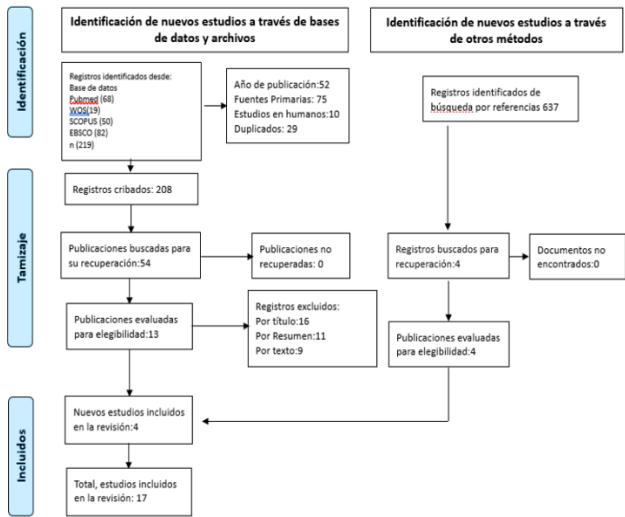 Identificación de nuevos estudios a través de bases
de datos y archivos
Identificación de nuevos estudios a través
de otros métodos
Identificación
Registros identificados desde:
Base de datos
Pubmed (68)
WOS(19)
SCOPUS (50)
EBSCO (82)
n (219)
Año de publicación:52
Fuentes Primarias: 75
Estudios en humanos:10
Duplicados: 29
Registros identificados de
búsqueda por referencias 637
Tamizaje
Registros cribados: 208
Publicaciones buscadas para
su recuperación:54
Publicaciones no
recuperadas: 0
Registros buscados para
recuperación:4
Documentos no
encontrados:0
Publicaciones evaluadas
para elegibilidad:13
Registros excluidos:
Por título:16
Por Resumen:11
Por texto:9
Publicaciones evaluadas
para elegibilidad:4
Incluidos
Nuevos estudios incluidos
en la revisión:4
Total, estudios incluidos
en la revisión: 17